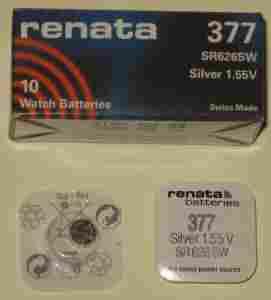 renata
377
SR626SW
Silver 1.55V
10
Watch Batteries
Swiss Made
renata
batteries
377
Silver 1.55V
SR626SW